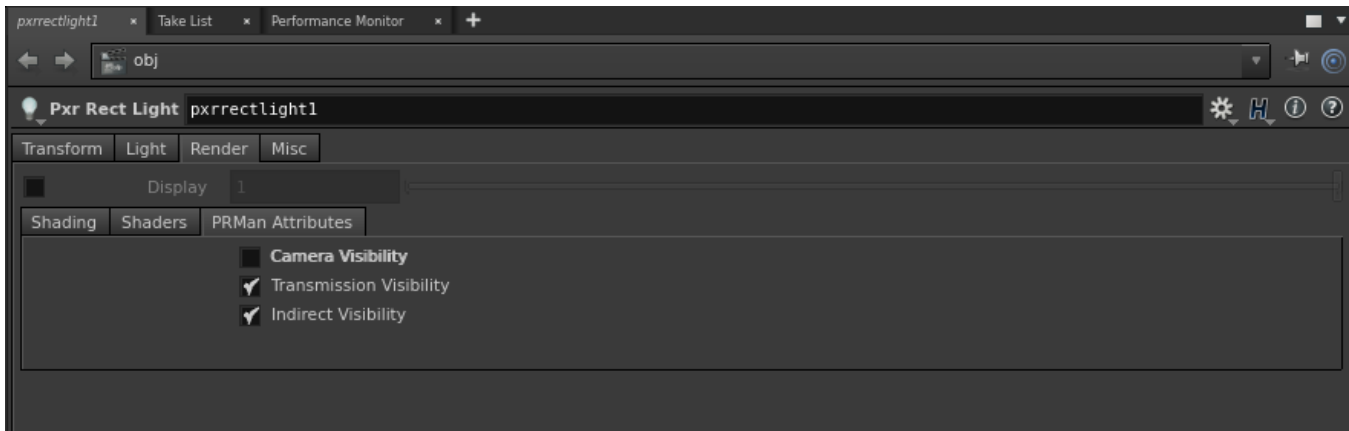 pxrrectlight1 × Take List × Performance Monitor × +
obj
Pxr Rect Light pxrrectlight1
Transform Light Render Misc
Display 1
Shading Shaders PRMan Attributes
Camera Visibility
Transmission Visibility
Indirect Visibility